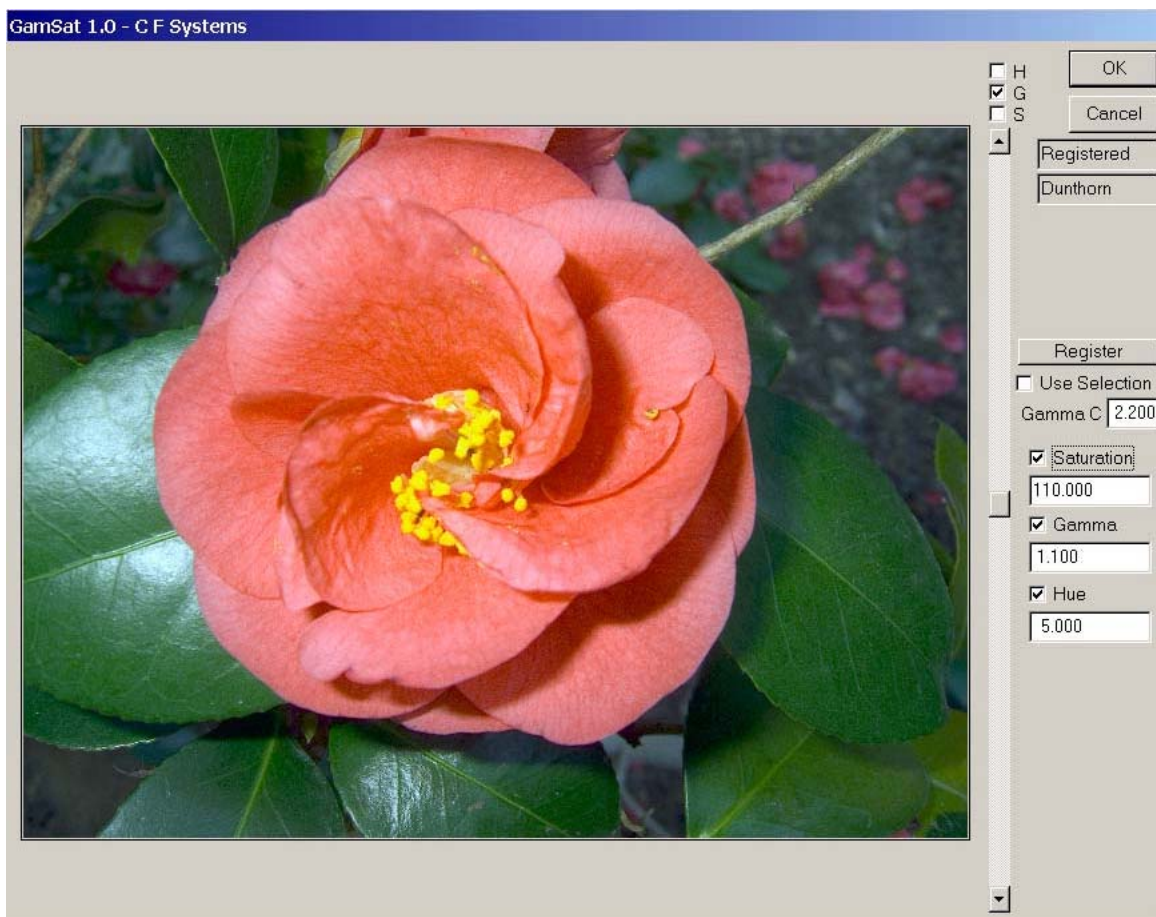 GamSat 1.0 - C F Systems
H
OK
G
S
Cancel
Registered
Dunthorn
Register
Use Selection
Gamma C 2.200
Saturation
110.000
Gamma
1.100
Hue
5.000